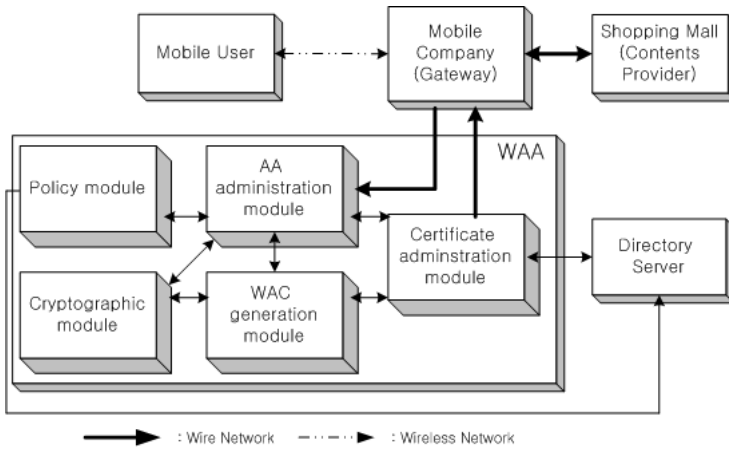 Mobile User
Mobile
Company
(Gateway)
Shopping Mall
(Contents
Provider)
WAA
Policy module
AA
administration
module
Certificate
adminstration
module
Directory
Server
Cryptographic
module
WAC
generation
module
: Wire Network
: Wireless Network